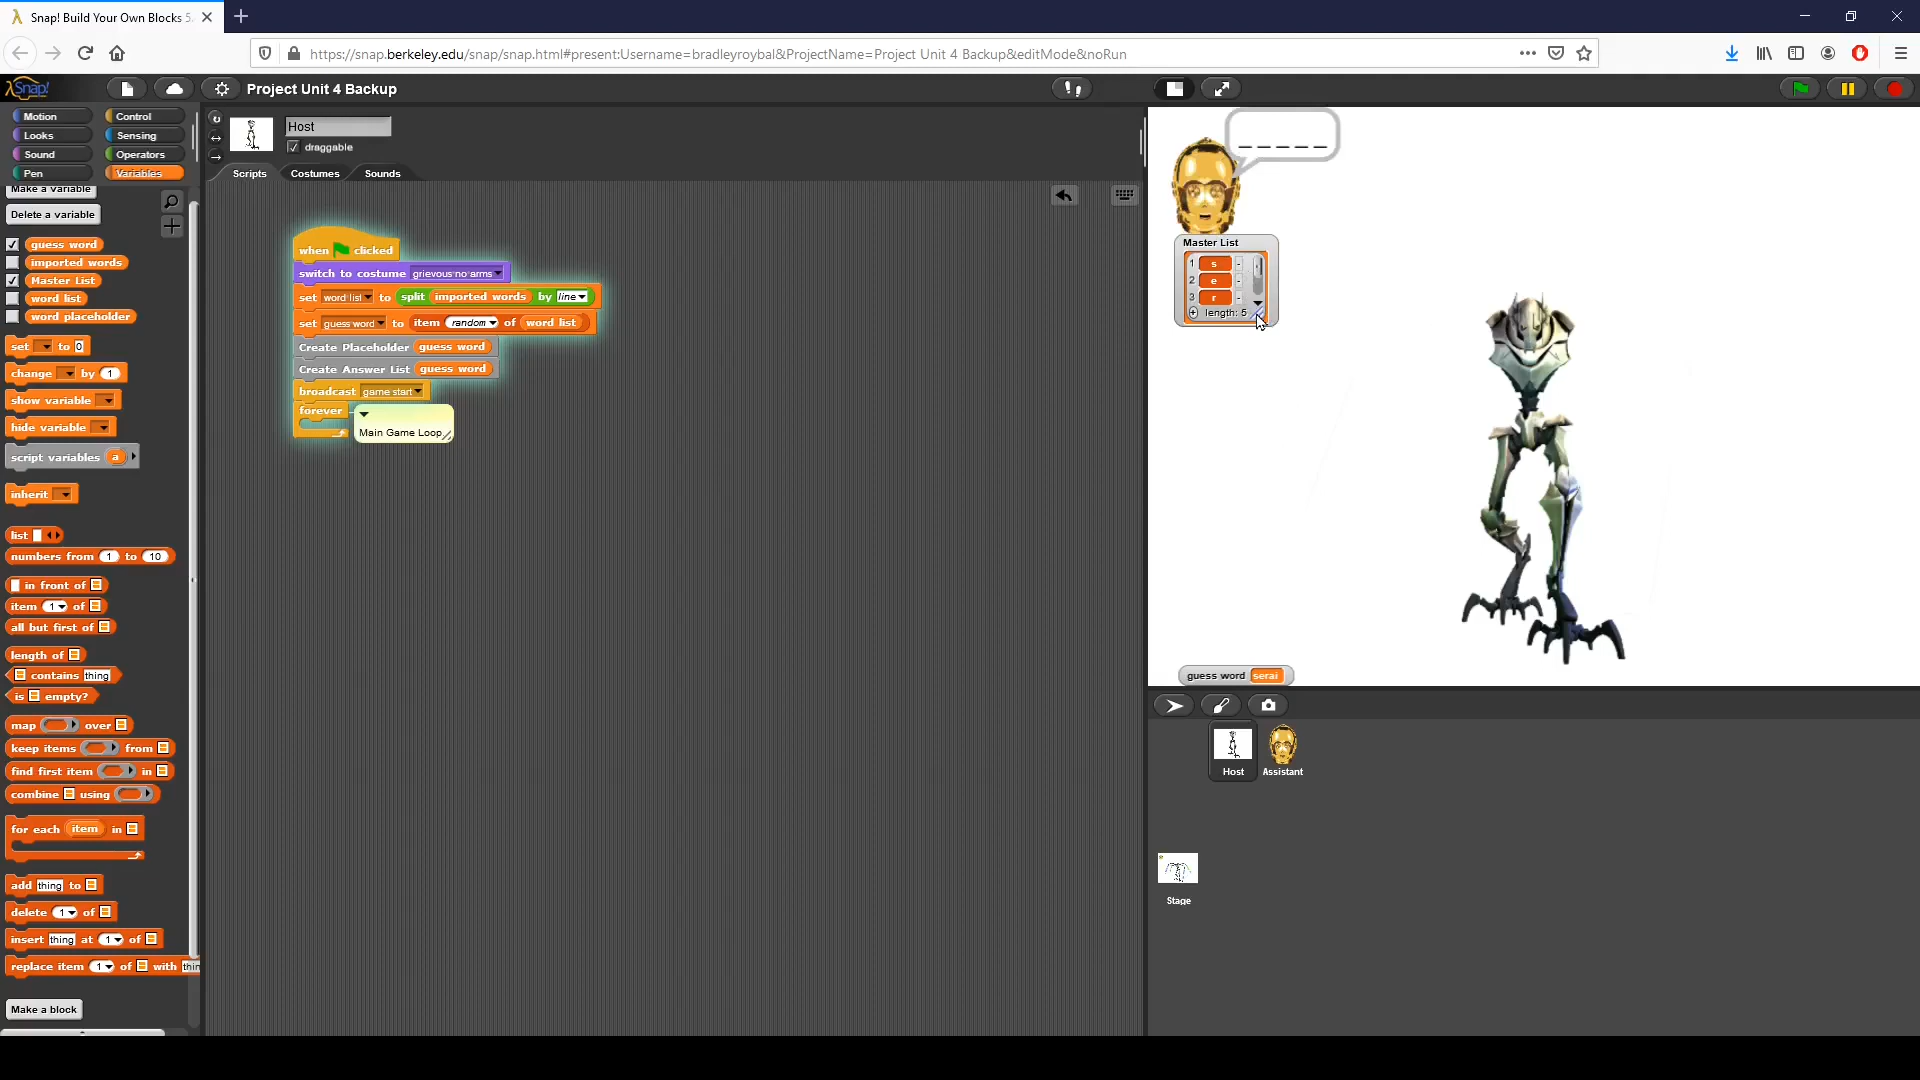 Snap! Build Your Own Blocks 5.
https://snap.berkeley.edu/snap/snap.html#present:Username=bradleyroybal&ProjectName=Project Unit 4 Backup&editMode&noRun
Snap! Project Unit 4 Backup
Motion Control
Looks Sensing
Sound Operators
Pen Variables
Make a variable
Delete a variable
guess word
imported words
Master List
word list
word placeholder
set to 0
change by 1
show variable
hide variable
script variables a
inherit
list
numbers from 1 to 10
in front of
item 1 of
all but first of
length of
contains thing
is empty?
map over
keep items from
find first item in
combine using
for each item in
add thing to
delete 1 of
insert thing at 1 of
replace item 1 of with thin
Make a block
Host
draggable
Scripts Costumes Sounds
when clicked
switch to costume grievous no arms
set word list to split imported words by line
set guess word to item random of word list
Create Placeholder guess word
Create Answer List guess word
broadcast game start
forever
Main Game Loop
_ _ _ _ _
Master List
1 s -
2 e -
3 r -
+ length: 5
guess word serai
Host Assistant
Stage